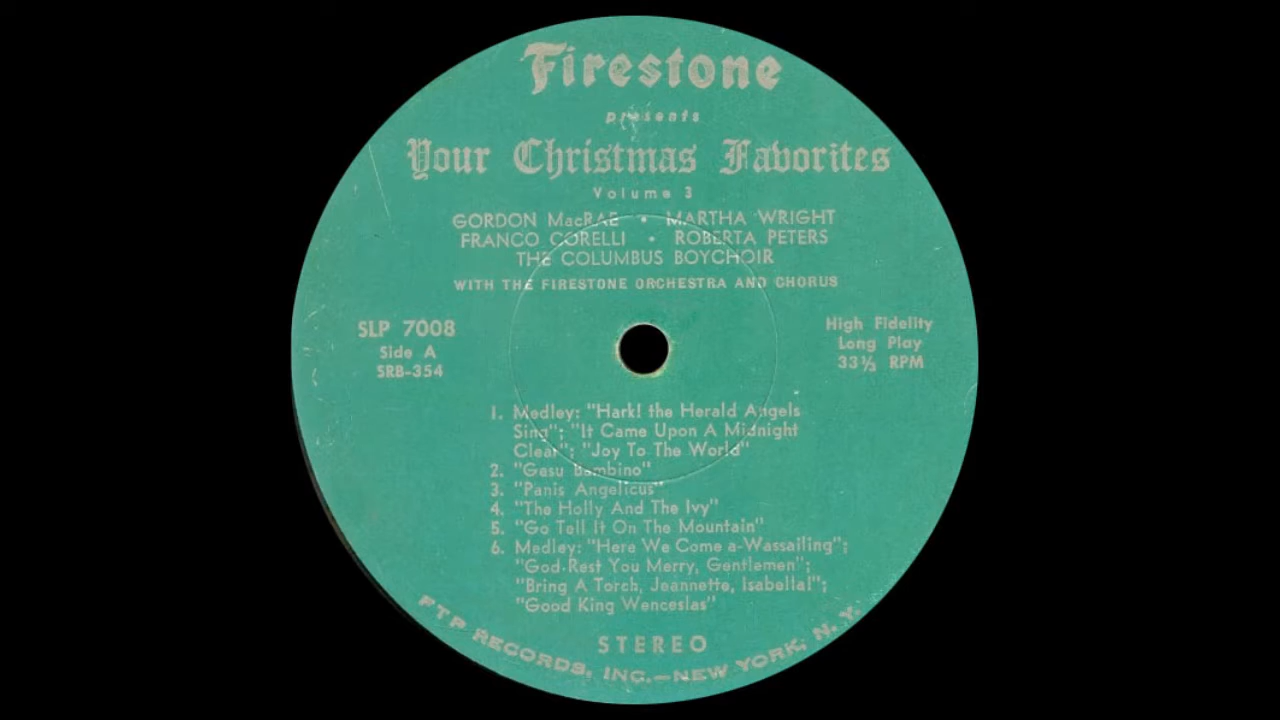 Firestone
presents
Your Christmas Favorites
Volume 3
GORDON MacRAE • MARTHA WRIGHT
FRANCO CORELLI • ROBERTA PETERS
THE COLUMBUS BOYCHOIR
WITH THE FIRESTONE ORCHESTRA AND CHORUS
SLP 7008
Side A
SRB-354
High Fidelity
Long Play
33⅓ RPM
1. Medley: "Hark! the Herald Angels
Sing"; "It Came Upon A Midnight
Clear"; "Joy To The World"
2. "Gesu Bambino"
3. "Panis Angelicus"
4. "The Holly And The Ivy"
5. "Go Tell It On The Mountain"
6. Medley: "Here We Come a-Wassailing";
"God Rest You Merry, Gentlemen";
"Bring A Torch, Jeannette, Isabella!";
"Good King Wenceslas"
STEREO
FTP RECORDS, INC.—NEW YORK, N. Y.